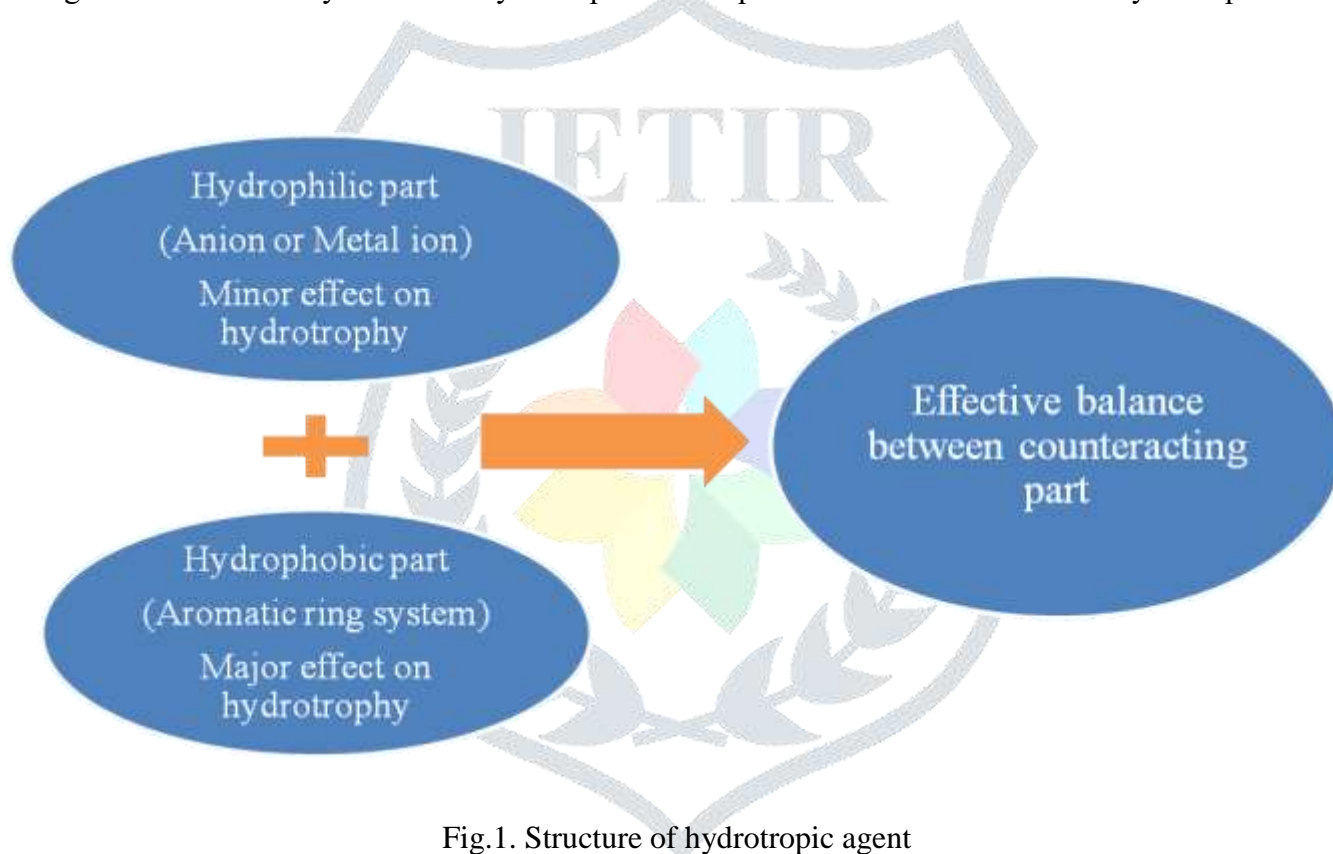 JETIR
Hydrophilic part
(Anion or Metal ion)
Minor effect on
hydrotrophy
Effective balance
between counteracting
part
Hydrophobic part
(Aromatic ring system)
Major effect on
hydrotrophy
Fig.1. Structure of hydrotropic agent